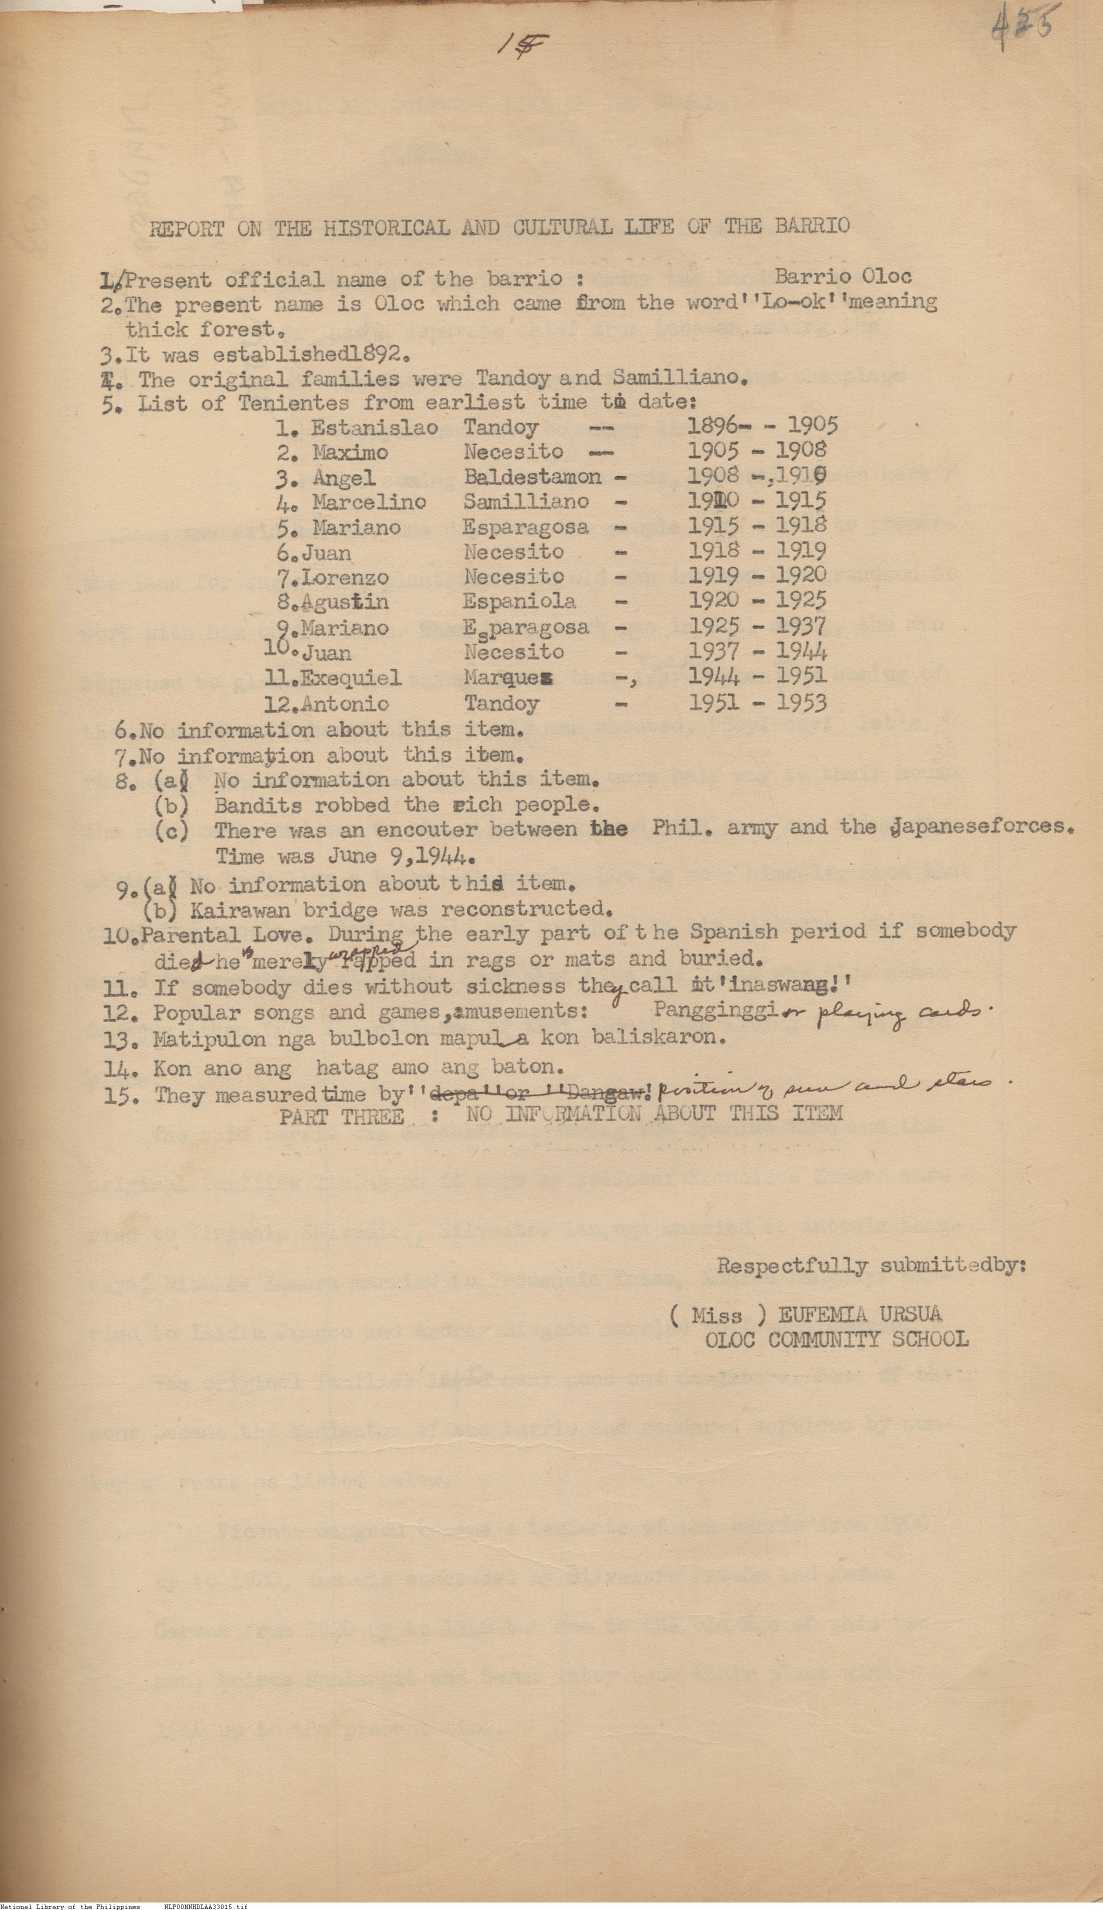 15
425
REPORT ON THE HISTORICAL AND CULTURAL LIFE OF THE BARRIO
1. Present official name of the barrio : Barrio Oloc
2. The present name is Oloc which came from the word ''Lo-ok'' meaning
thick forest.
3. It was established 1892.
4. The original families were Tandoy and Samilliano.
5. List of Tenientes from earliest time to date:
1. Estanislao Tandoy -- 1896- - 1905
2. Maximo Necesito -- 1905 - 1908
3. Angel Baldestamon - 1908 -, 1910
4. Marcelino Samilliano - 1910 - 1915
5. Mariano Esparagosa - 1915 - 1918
6. Juan Necesito - 1918 - 1919
7. Lorenzo Necesito - 1919 - 1920
8. Agustin Espaniola - 1920 - 1925
9. Mariano Esparagosa - 1925 - 1937
10. Juan Necesito - 1937 - 1944
11. Exequiel Marquez -, 1944 - 1951
12. Antonio Tandoy - 1951 - 1953
6. No information about this item.
7. No information about this item.
8. (a) No information about this item.
(b) Bandits robbed the rich people.
(c) There was an encouter between the Phil. army and the Japaneseforces.
Time was June 9, 1944.
9. (a) No information about this item.
(b) Kairawan bridge was reconstructed.
10. Parental Love. During the early part of the Spanish period if somebody
died he is merely wrapped rapped in rags or mats and buried.
11. If somebody dies without sickness they call it 'inaswang!''
12. Popular songs and games, amusements: Pangginggi or playing cards.
13. Matipulon nga bulbolon mapula kon baliskaron.
14. Kon ano ang hatag amo ang baton.
15. They measured time by ''depa'' or ''Dangaw! position of sun and stars.
PART THREE : NO INFORMATION ABOUT THIS ITEM
Respectfully submittedby:
( Miss ) EUFEMIA URSUA
OLOC COMMUNITY SCHOOL
National Library of the Philippines NLPOOMNHDLAA33015.tif